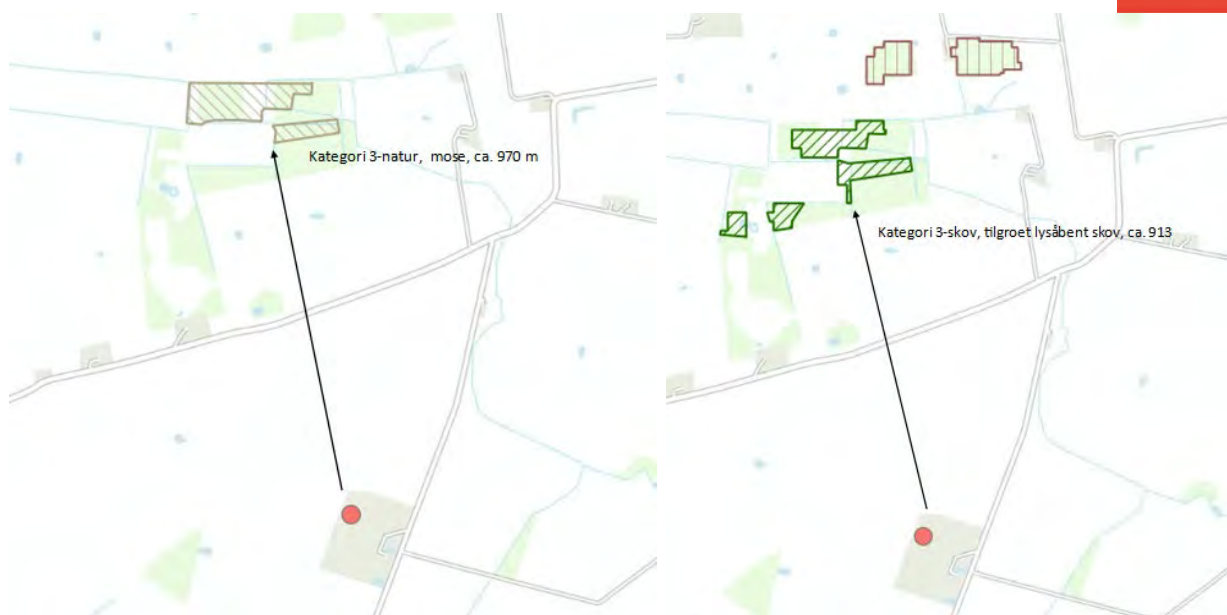 Kategori 3-natur, mose, ca. 970 m
Kategori 3-skov, tilgroet lysåbent skov, ca. 913